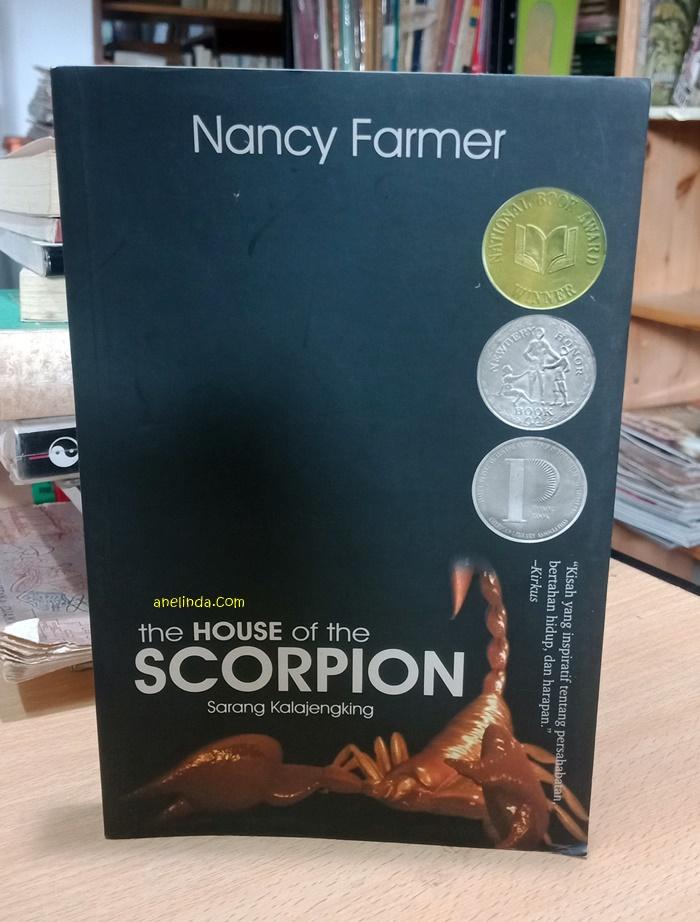 Nancy Farmer
NATIONAL BOOK AWARD
WINNER
NEWBERY HONOR
BOOK
P
anelinda.Com
the HOUSE of the
SCORPION
Sarang Kalajengking
“Kisah yang inspiratif tentang persahabatan,
bertahan hidup, dan harapan.”
–Kirkus